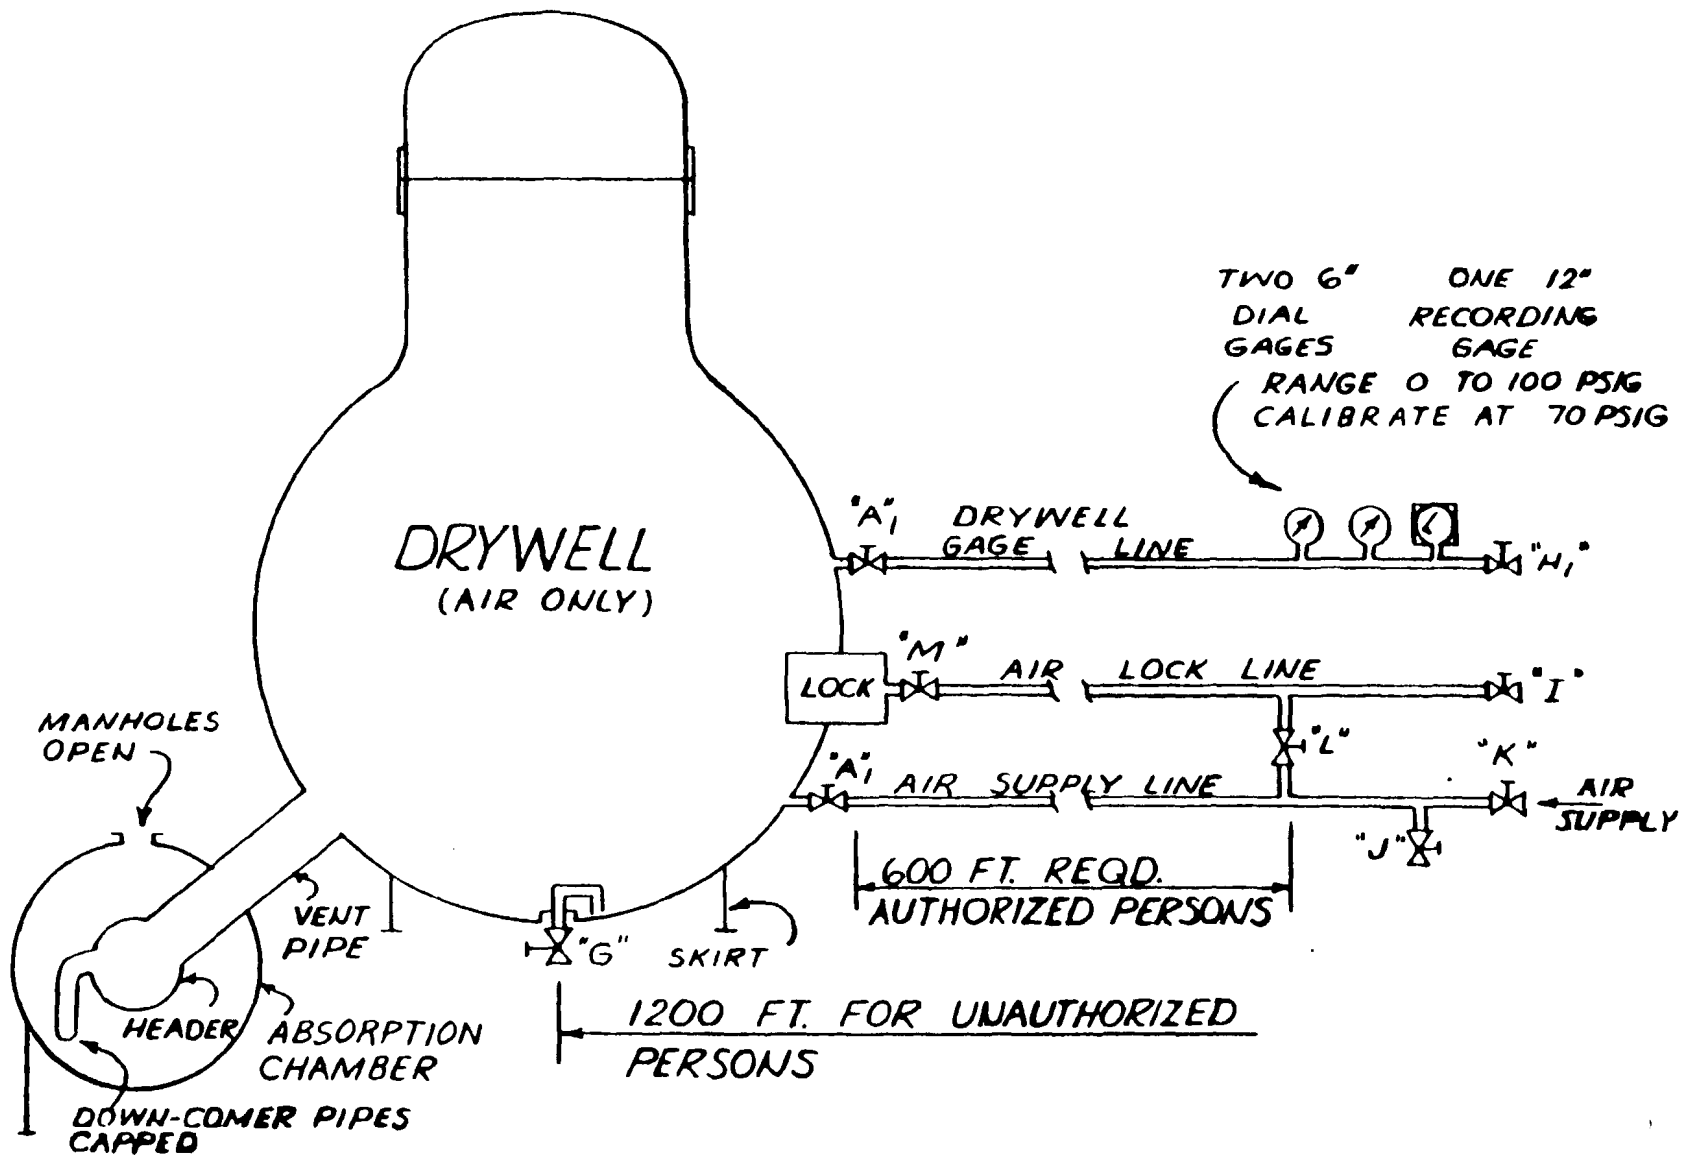 TWO 6" ONE 12"
DIAL RECORDING
GAGES GAGE
RANGE 0 TO 100 PSIG
CALIBRATE AT 70 PSIG
"A"1 DRYWELL
GAGE LINE "H1"
DRYWELL
(AIR ONLY)
"M" AIR LOCK LINE "I"
LOCK
MANHOLES
OPEN
"L"
"K"
"A"1 AIR SUPPLY LINE
AIR
SUPPLY
"J"
600 FT. REQD.
AUTHORIZED PERSONS
VENT
PIPE
"G"
SKIRT
1200 FT. FOR UNAUTHORIZED
PERSONS
HEADER
ABSORPTION
CHAMBER
DOWN-COMER PIPES
CAPPED